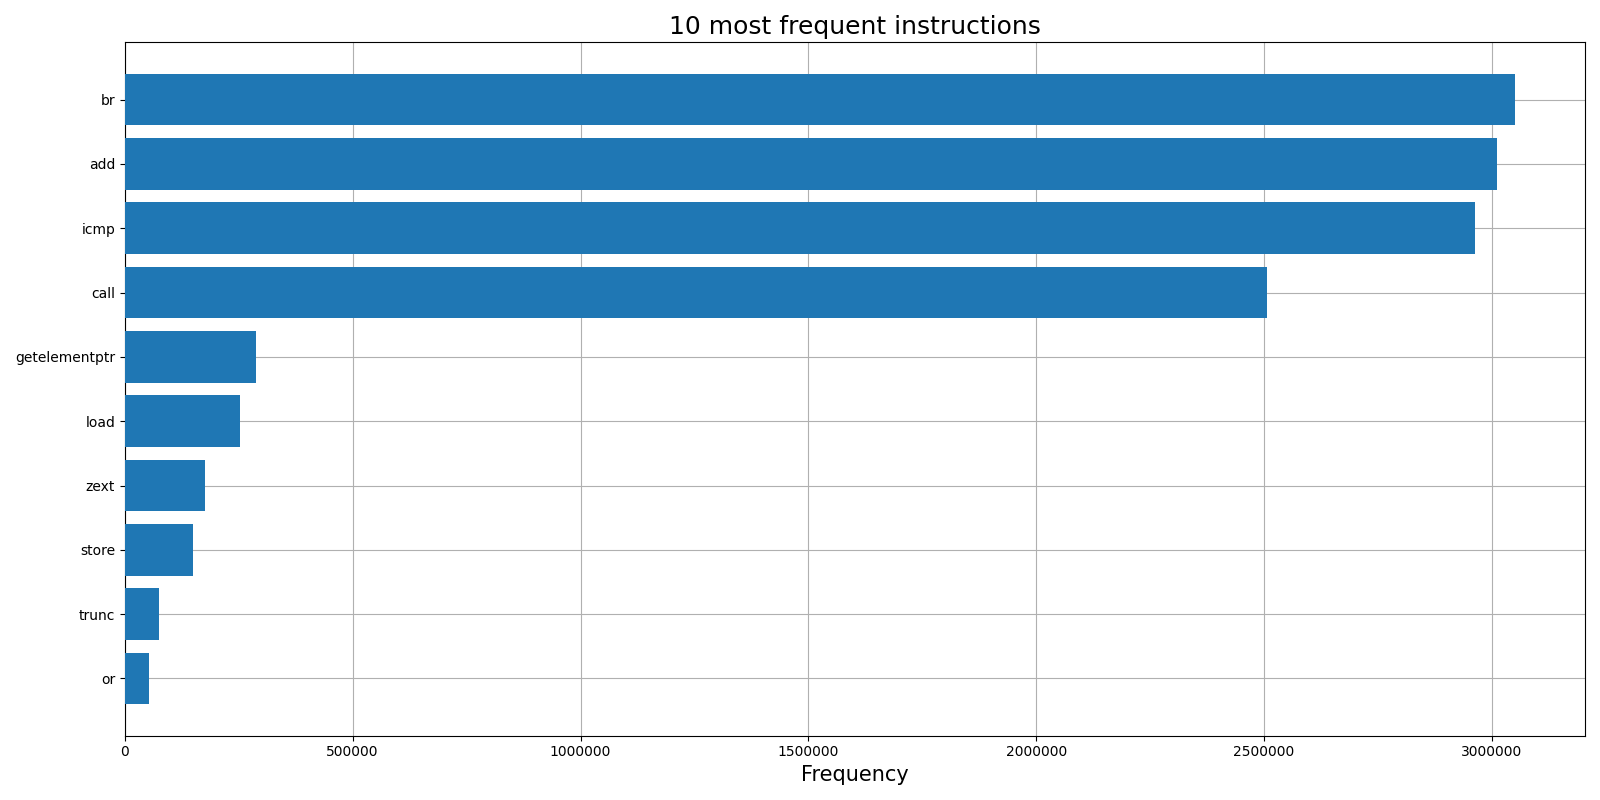 10 most frequent instructions
br
add
icmp
call
getelementptr
load
zext
store
trunc
or
0 500000 1000000 1500000 2000000 2500000 3000000
Frequency